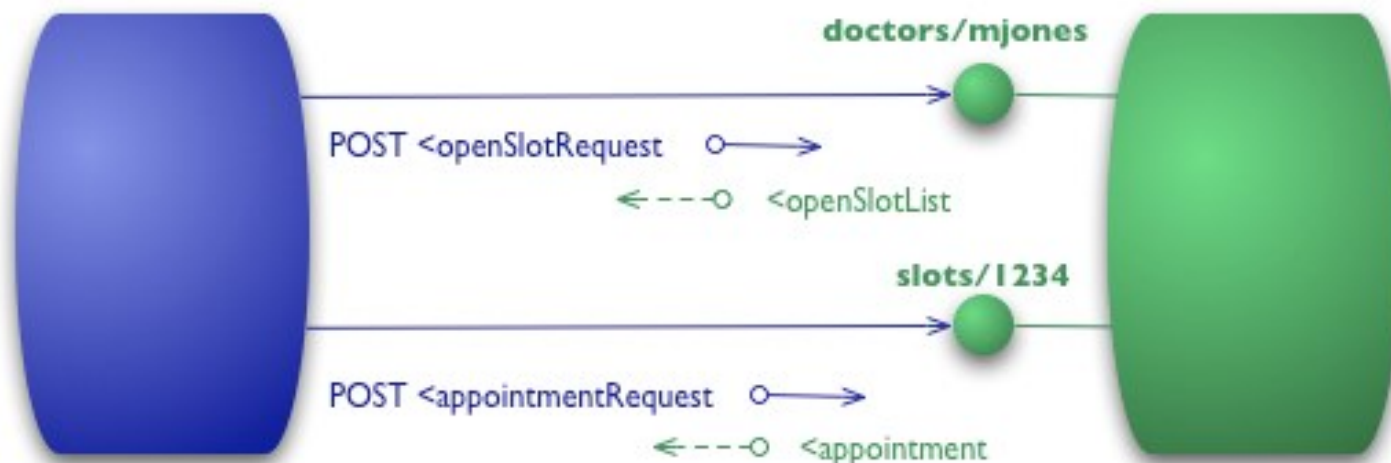 doctors/mjones
POST <openSlotRequest
<openSlotList
slots/1234
POST <appointmentRequest
<appointment